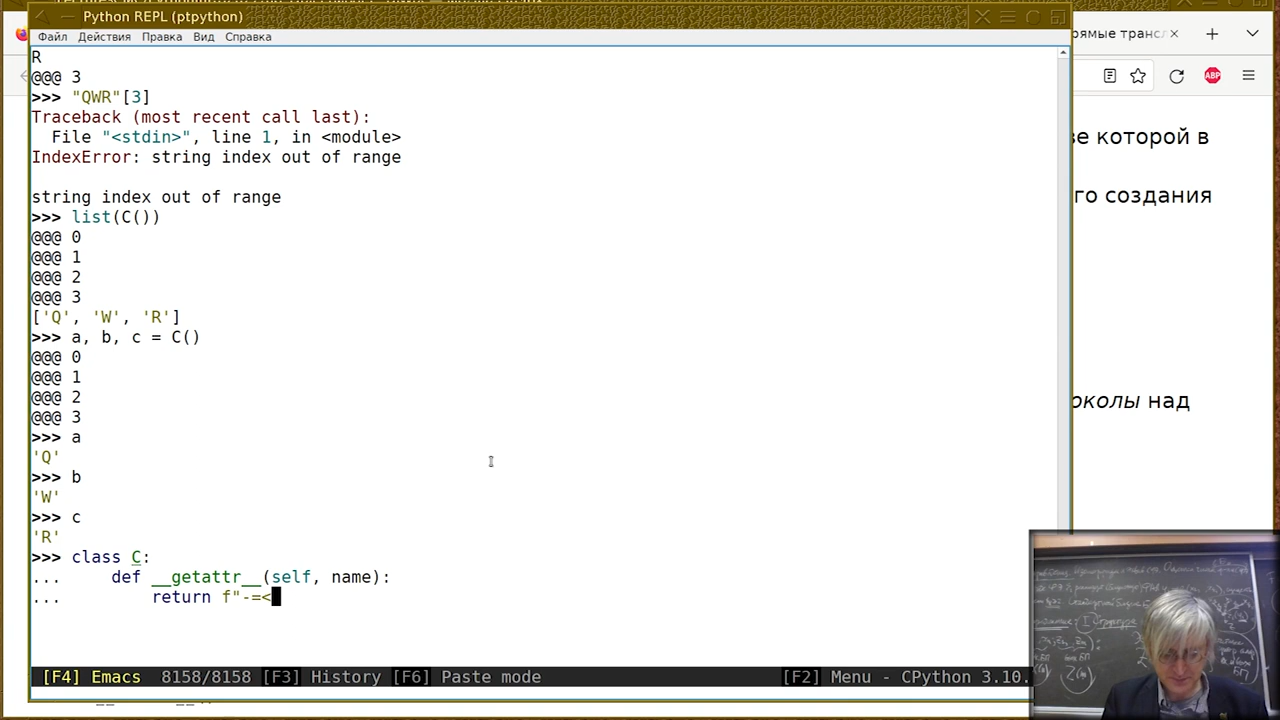 Python REPL (ptpython)
Файл Действия Правка Вид Справка
рямые трансл
R
@@@ 3
>>> "QWR"[3]
Traceback (most recent call last):
  File "<stdin>", line 1, in <module>
IndexError: string index out of range
string index out of range
>>> list(C())
@@@ 0
@@@ 1
@@@ 2
@@@ 3
['Q', 'W', 'R']
>>> a, b, c = C()
@@@ 0
@@@ 1
@@@ 2
@@@ 3
>>> a
'Q'
>>> b
'W'
>>> c
'R'
>>> class C:
...     def __getattr__(self, name):
...         return f"-=<
[F4] Emacs 8158/8158 [F3] History [F6] Paste mode [F2] Menu - CPython 3.10.
ABP
ве которой в
го создания
околы над